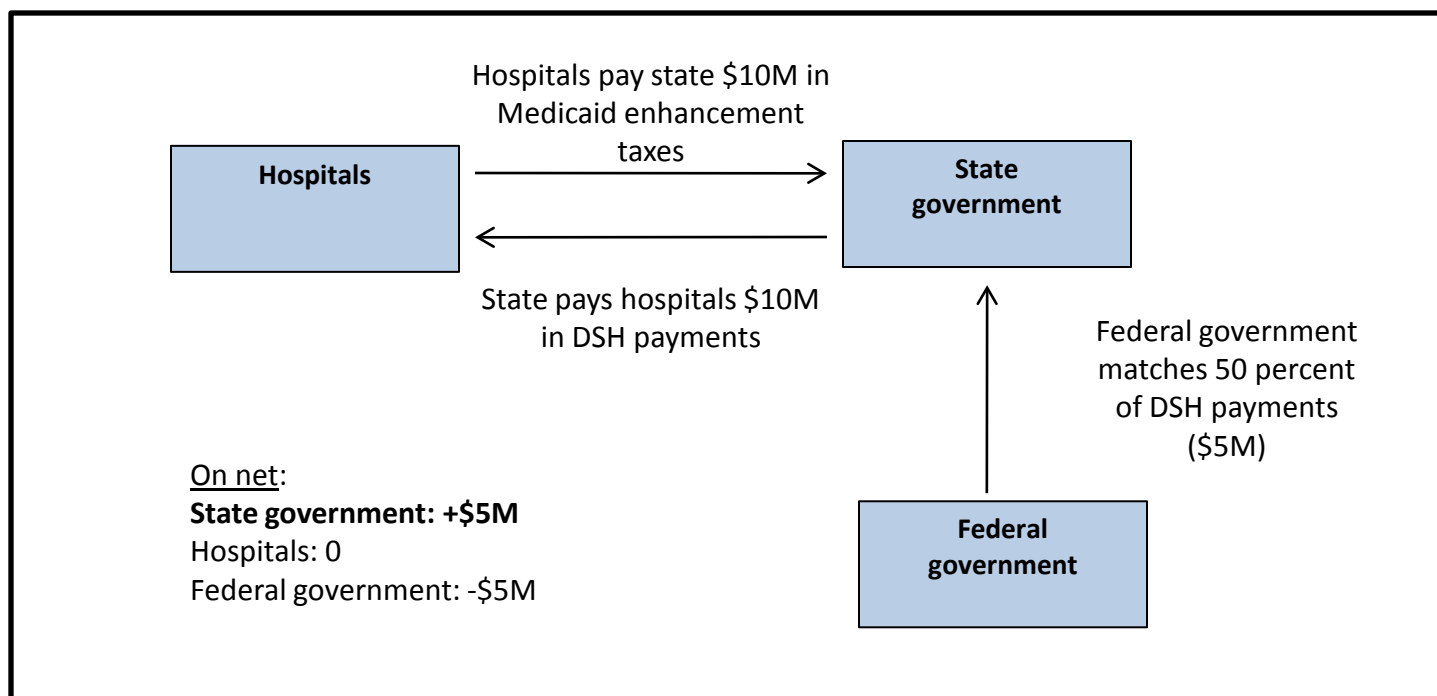 Hospitals pay state $10M in
Medicaid enhancement
taxes
Hospitals
State
government
State pays hospitals $10M
in DSH payments
Federal government
matches 50 percent
of DSH payments
($5M)
On net:
State government: +$5M
Hospitals: 0
Federal government: -$5M
Federal
government